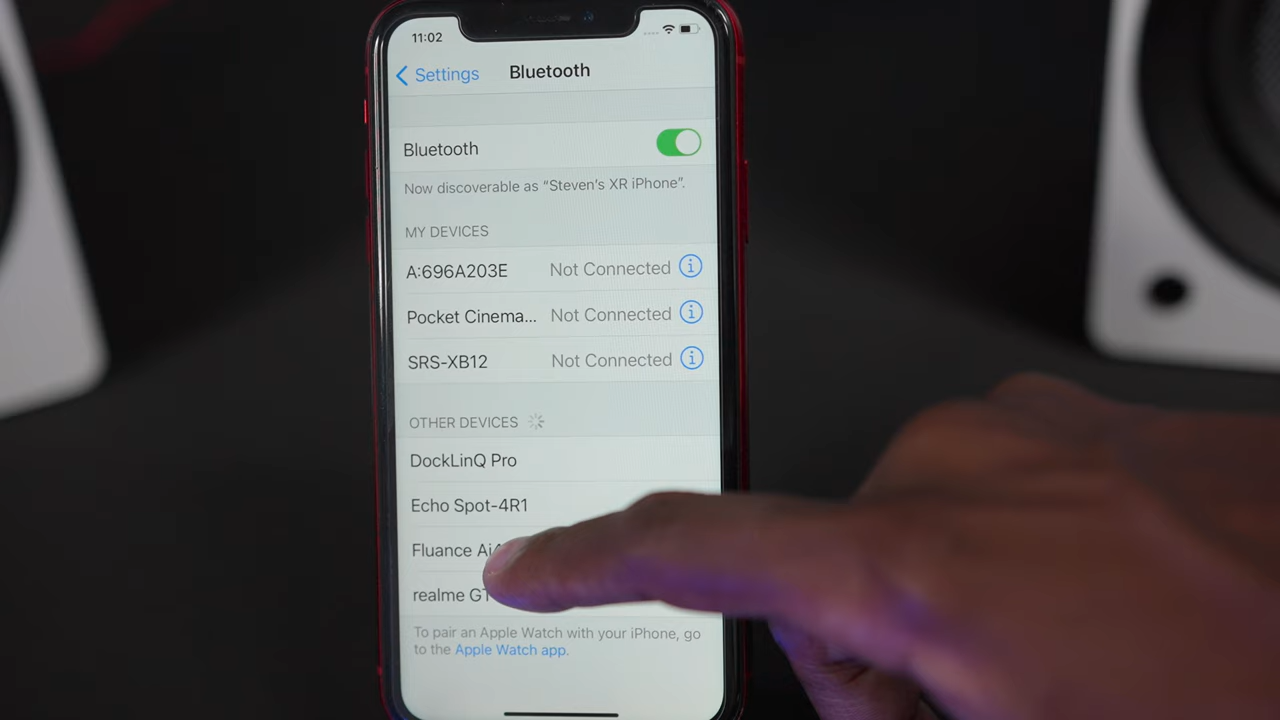 11:02
Settings
Bluetooth
Bluetooth
Now discoverable as “Steven's XR iPhone”.
MY DEVICES
A:696A203E Not Connected
Pocket Cinema... Not Connected
SRS-XB12 Not Connected
OTHER DEVICES
DockLinQ Pro
Echo Spot-4R1
Fluance
realme
To pair an Apple Watch with your iPhone, go
to the Apple Watch app.